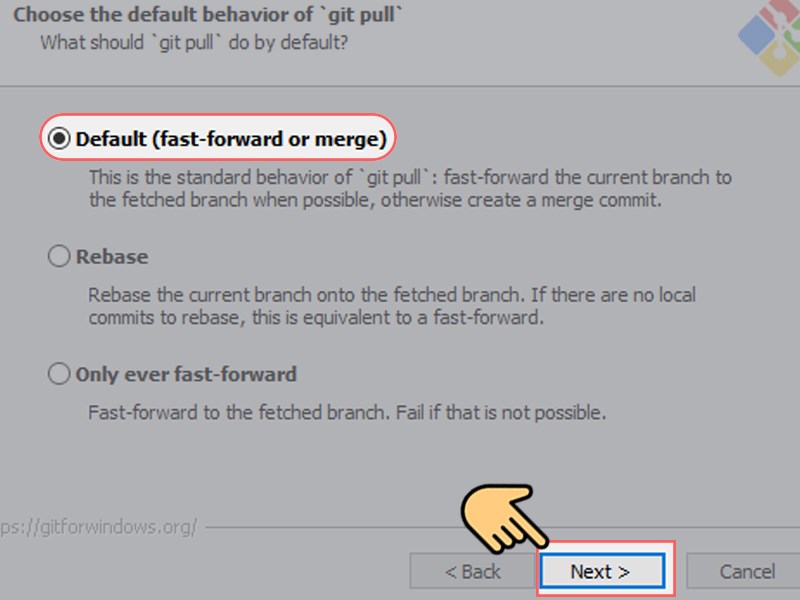 Choose the default behavior of `git pull`
What should `git pull` do by default?
Default (fast-forward or merge)
This is the standard behavior of `git pull`: fast-forward the current branch to
the fetched branch when possible, otherwise create a merge commit.
Rebase
Rebase the current branch onto the fetched branch. If there are no local
commits to rebase, this is equivalent to a fast-forward.
Only ever fast-forward
Fast-forward to the fetched branch. Fail if that is not possible.
ps://gitforwindows.org/
< Back
Next >
Cancel